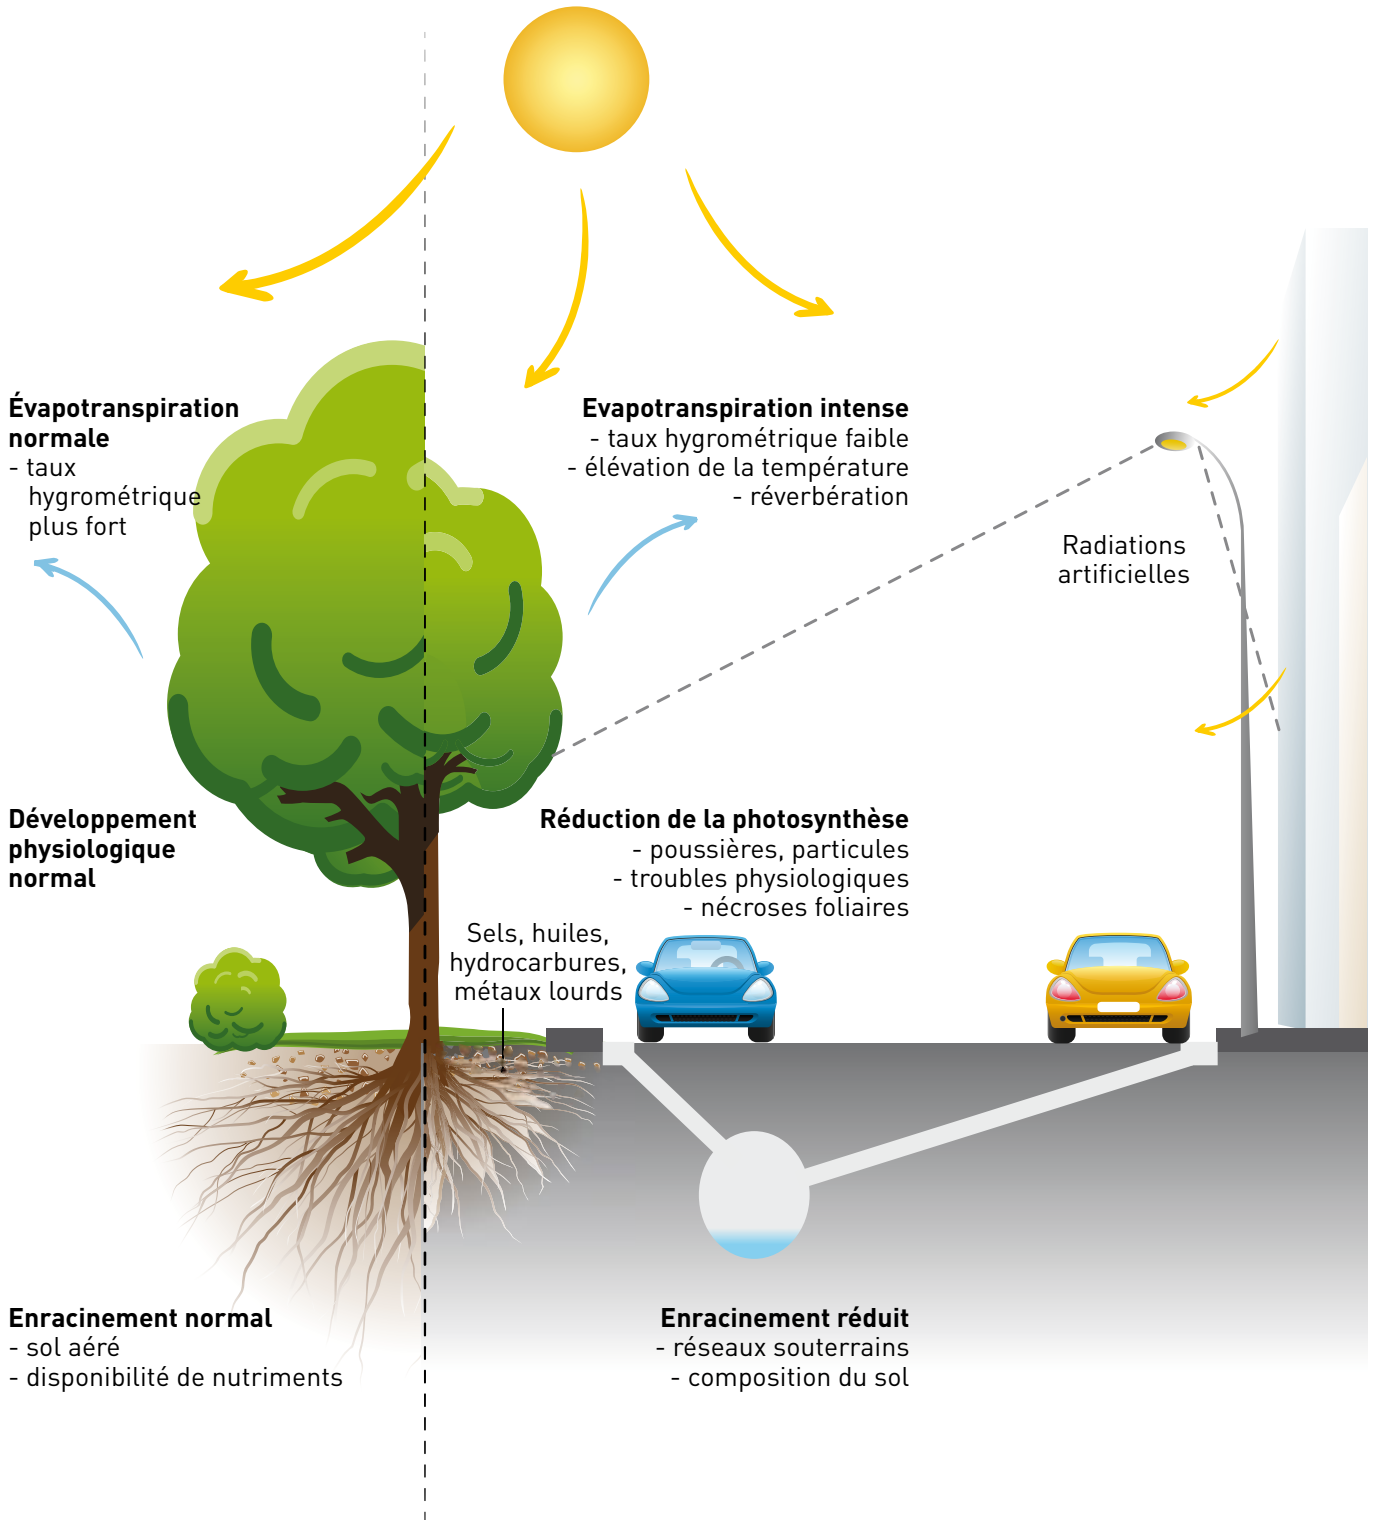 Évapotranspiration
normale
- taux
hygrométrique
plus fort
Evapotranspiration intense
- taux hygrométrique faible
- élévation de la température
- réverbération
Radiations
artificielles
Développement
physiologique
normal
Réduction de la photosynthèse
- poussières, particules
- troubles physiologiques
- nécroses foliaires
Sels, huiles,
hydrocarbures,
métaux lourds
Enracinement normal
- sol aéré
- disponibilité de nutriments
Enracinement réduit
- réseaux souterrains
- composition du sol